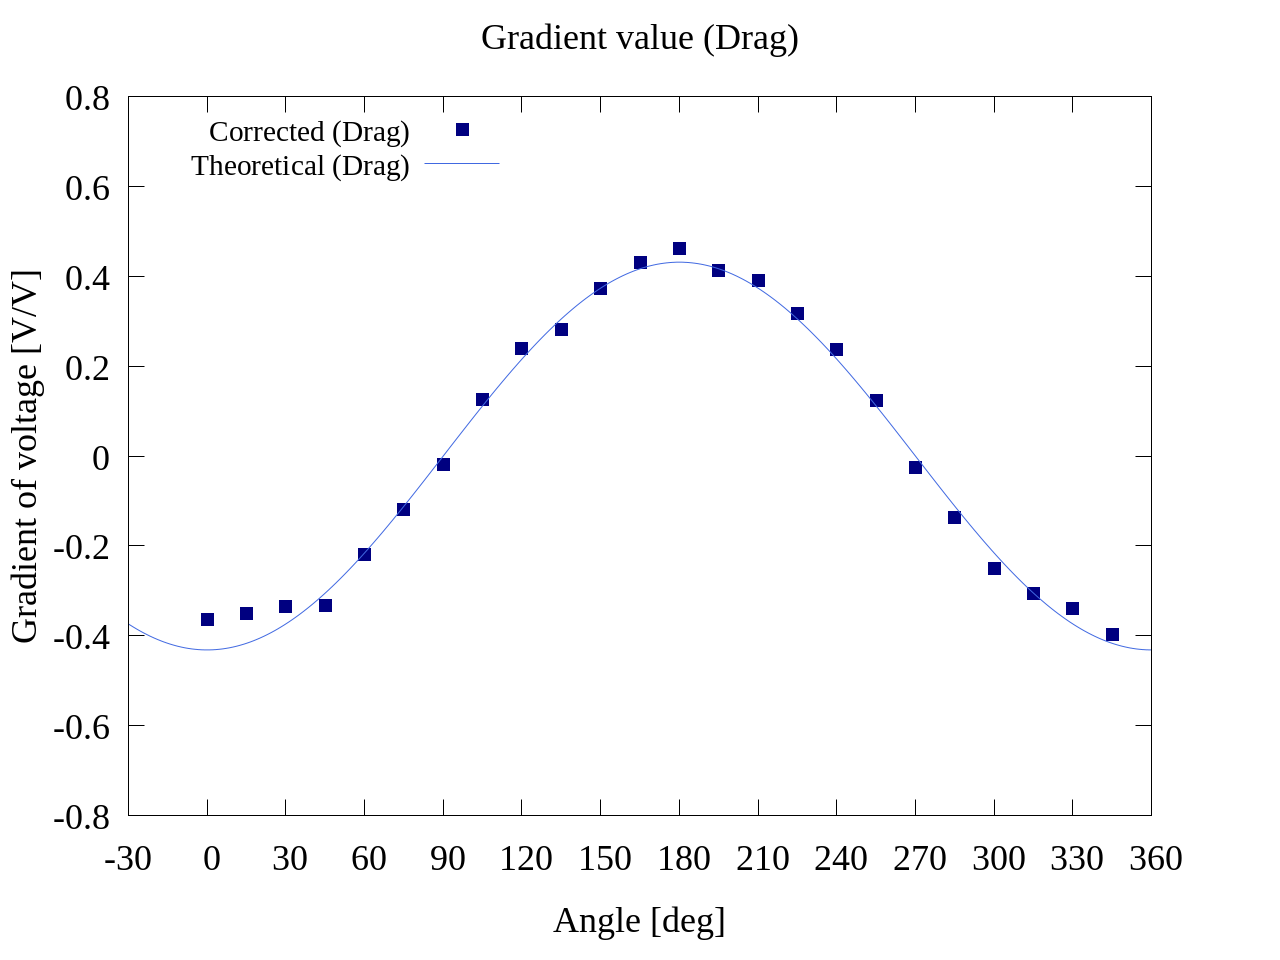 Gradient value (Drag)
Corrected (Drag)
Theoretical (Drag)
Gradient of voltage [V/V]
0.8
0.6
0.4
0.2
0
-0.2
-0.4
-0.6
-0.8
-30 0 30 60 90 120 150 180 210 240 270 300 330 360
Angle [deg]